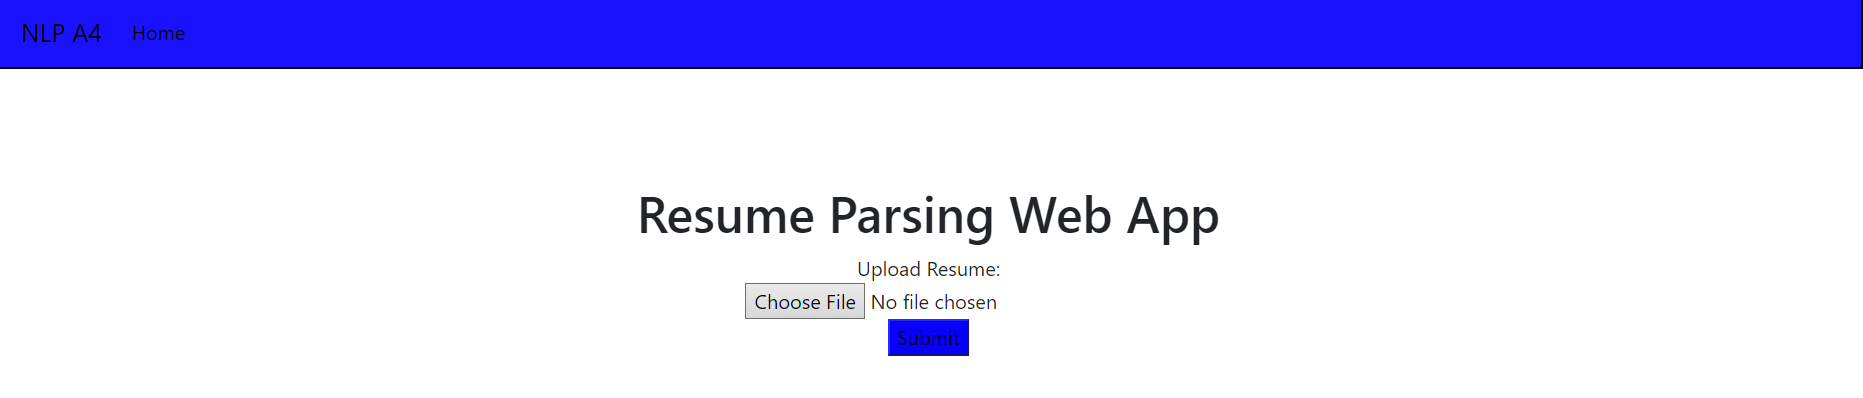 NLP A4 Home
Resume Parsing Web App
Upload Resume:
Choose File No file chosen
Submit